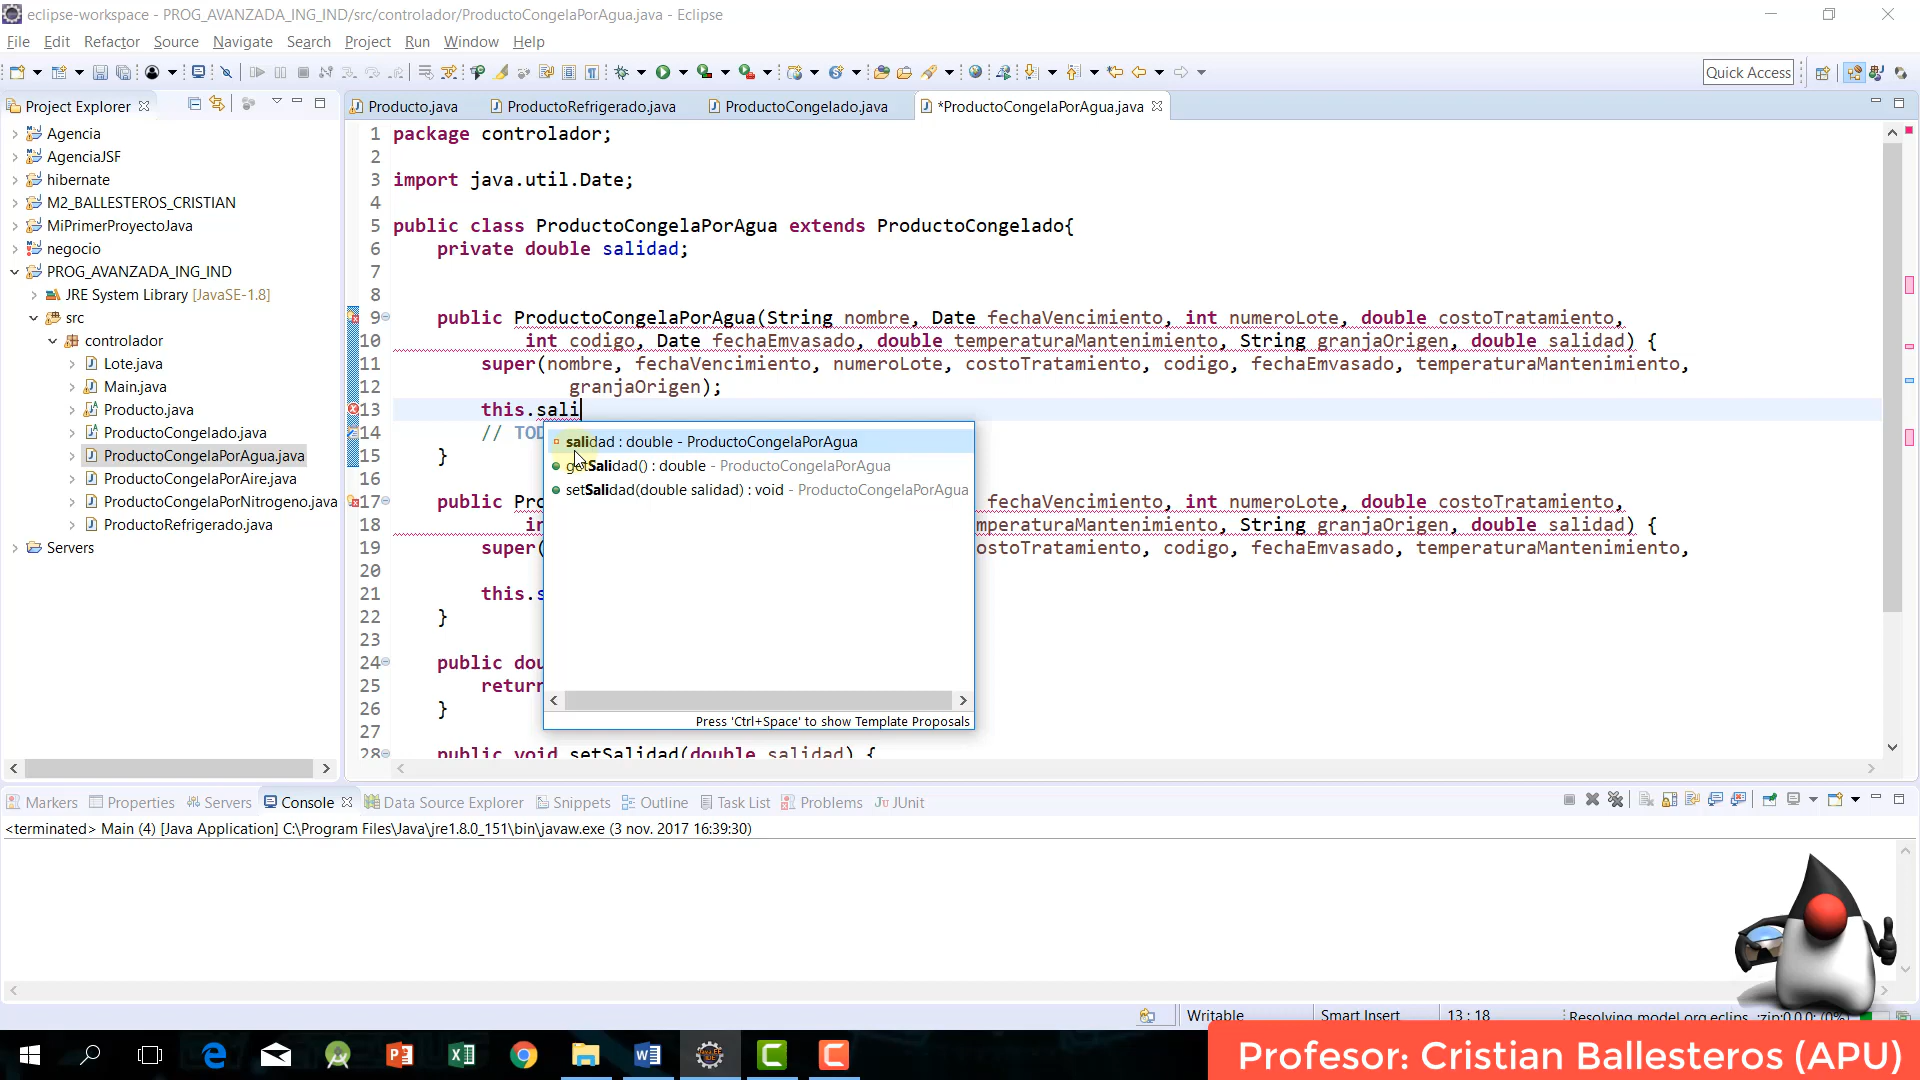 eclipse-workspace - PROG_AVANZADA_ING_IND/src/controlador/ProductoCongelaPorAgua.java - Eclipse
File Edit Refactor Source Navigate Search Project Run Window Help
Quick Access
Project Explorer
Producto.java ProductoRefrigerado.java ProductoCongelado.java *ProductoCongelaPorAgua.java
Agencia
AgenciaJSF
hibernate
M2_BALLESTEROS_CRISTIAN
MiPrimerProyectoJava
negocio
PROG_AVANZADA_ING_IND
JRE System Library [JavaSE-1.8]
src
controlador
Lote.java
Main.java
Producto.java
ProductoCongelado.java
ProductoCongelaPorAgua.java
ProductoCongelaPorAire.java
ProductoCongelaPorNitrogeno.java
ProductoRefrigerado.java
Servers
1 package controlador;
2
3 import java.util.Date;
4
5 public class ProductoCongelaPorAgua extends ProductoCongelado{
6 private double salidad;
7
8
9 public ProductoCongelaPorAgua(String nombre, Date fechaVencimiento, int numeroLote, double costoTratamiento,
10 int codigo, Date fechaEmvasado, double temperaturaMantenimiento, String granjaOrigen, double salidad) {
11 super(nombre, fechaVencimiento, numeroLote, costoTratamiento, codigo, fechaEmvasado, temperaturaMantenimiento,
12 granjaOrigen);
13 this.sali
14 // TOD
15 }
17 public Pro fechaVencimiento, int numeroLote, double costoTratamiento,
18 in mperaturaMantenimiento, String granjaOrigen, double salidad) {
19 super( ostoTratamiento, codigo, fechaEmvasado, temperaturaMantenimiento,
20
21 this.s
22 }
23
24 public dou
25 return
26 }
27
28 public void setSalidad(double salidad) {
salidad : double - ProductoCongelaPorAgua
getSalidad() : double - ProductoCongelaPorAgua
setSalidad(double salidad) : void - ProductoCongelaPorAgua
Press 'Ctrl+Space' to show Template Proposals
Markers Properties Servers Console Data Source Explorer Snippets Outline Task List Problems JUnit
<terminated> Main (4) [Java Application] C:\Program Files\Java\jre1.8.0_151\bin\javaw.exe (3 nov. 2017 16:39:30)
Writable Smart Insert 13 : 18
Profesor: Cristian Ballesteros (APU)